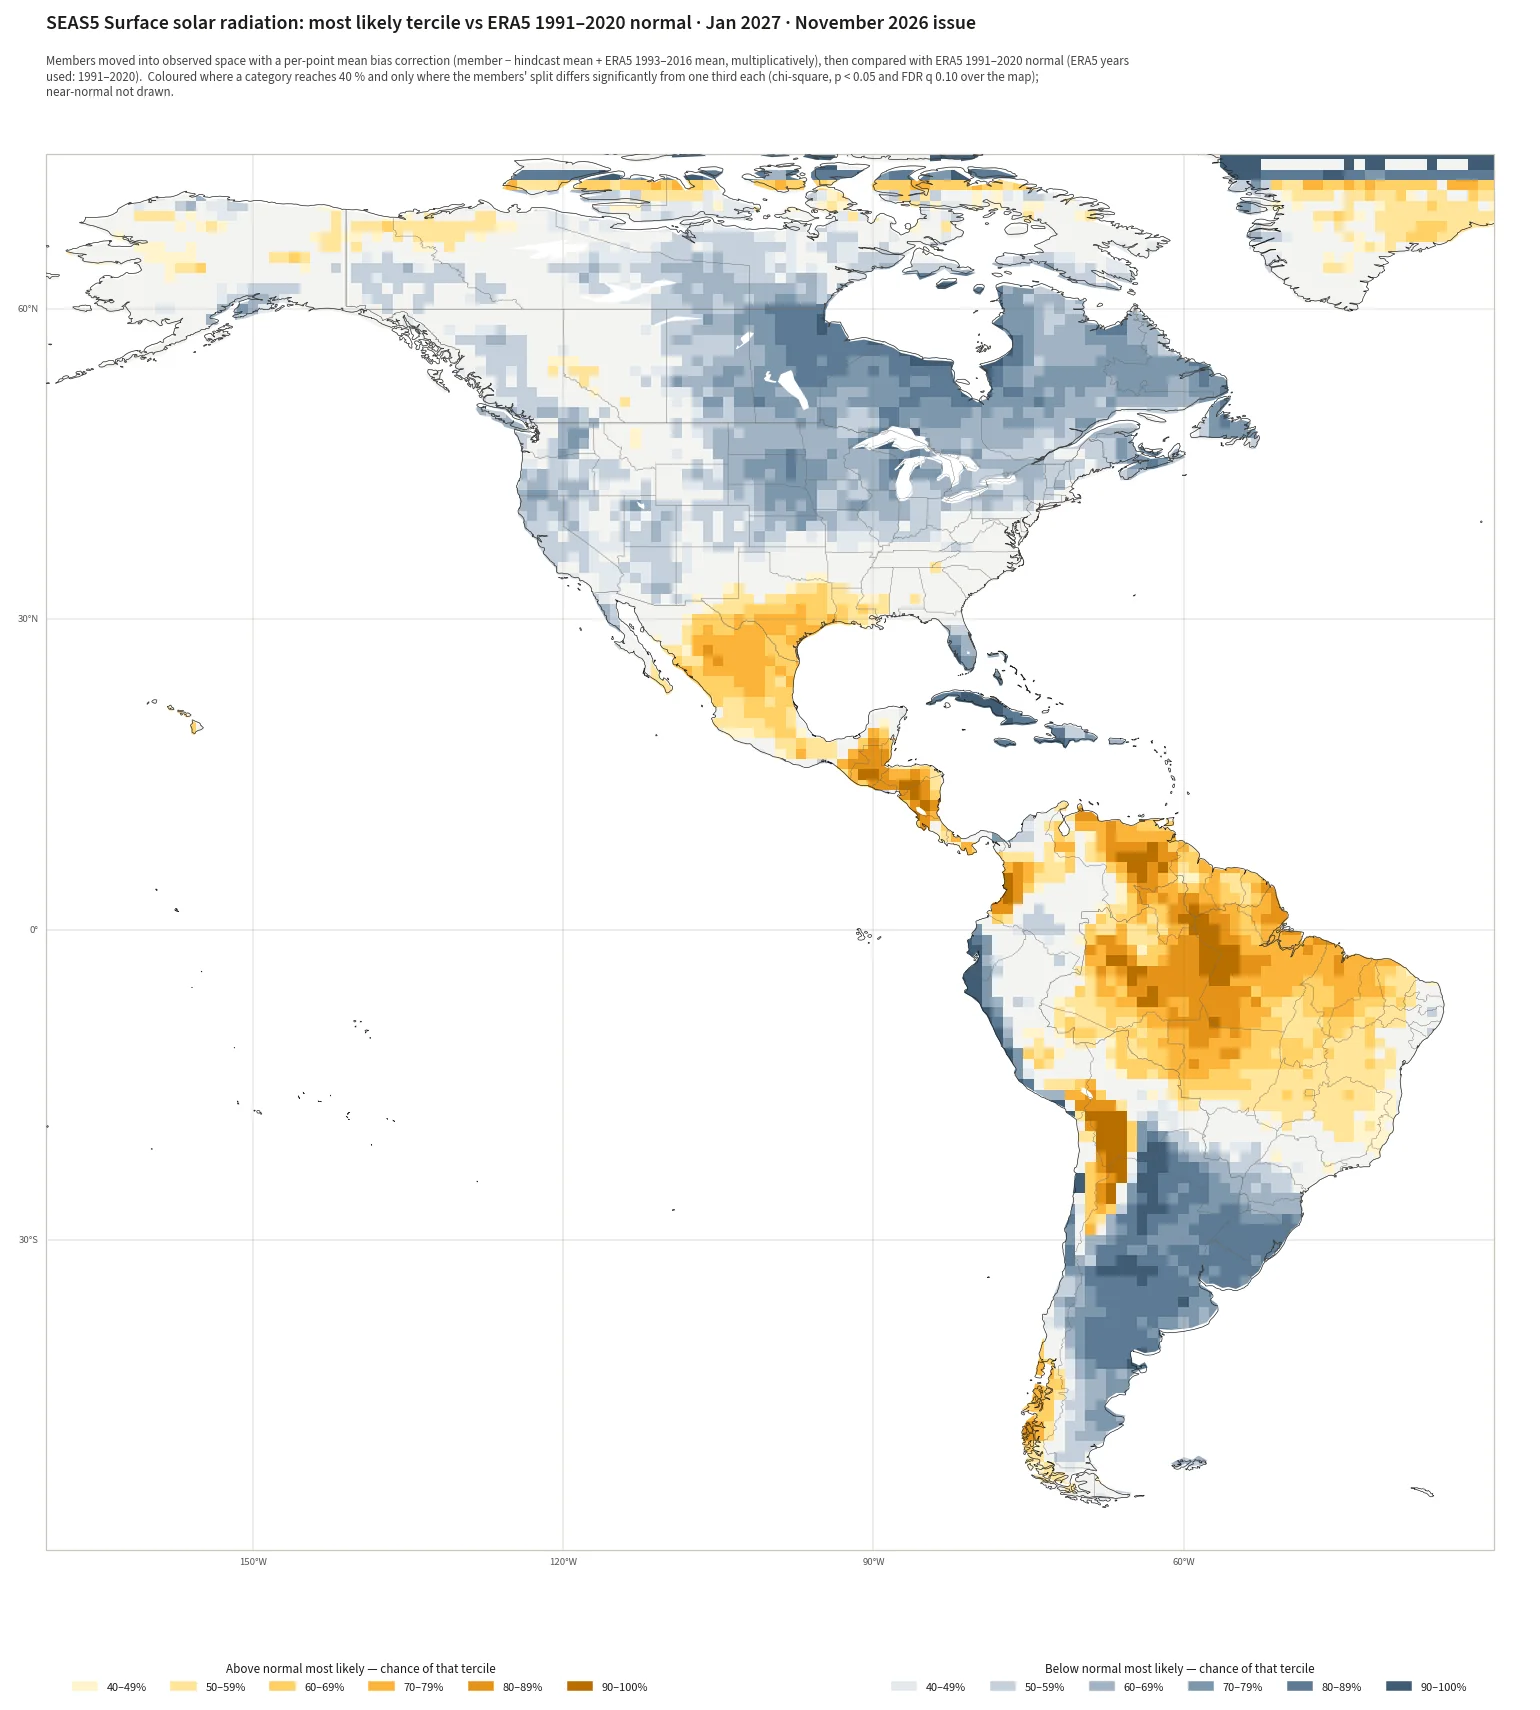 SEAS5 Surface solar radiation: most likely tercile vs ERA5 1991–2020 normal · Jan 2027 · November 2026 issue
Members moved into observed space with a per-point mean bias correction (member − hindcast mean + ERA5 1993–2016 mean, multiplicatively), then compared with ERA5 1991–2020 normal (ERA5 years
used: 1991–2020).  Coloured where a category reaches 40 % and only where the members' split differs significantly from one third each (chi-square, p < 0.05 and FDR q 0.10 over the map);
near-normal not drawn.
60°N
30°N
0°
30°S
150°W
120°W
90°W
60°W
Above normal most likely — chance of that tercile
40–49%
50–59%
60–69%
70–79%
80–89%
90–100%
Below normal most likely — chance of that tercile
40–49%
50–59%
60–69%
70–79%
80–89%
90–100%